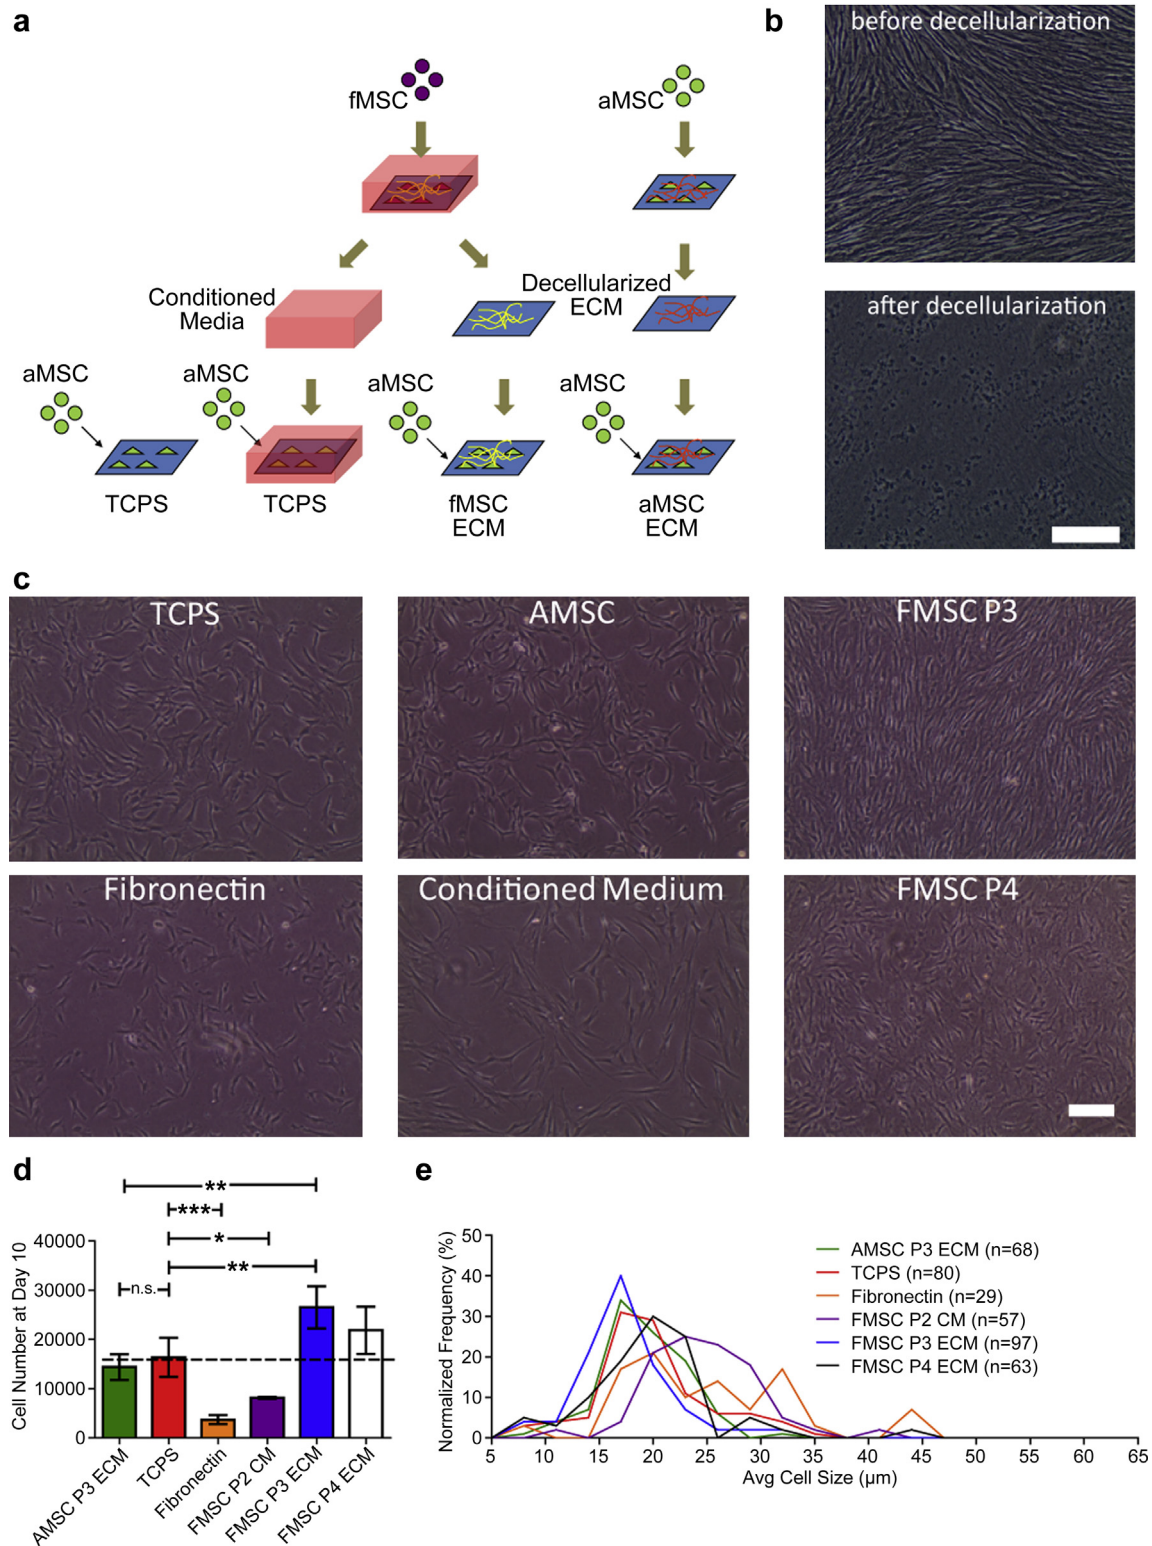 a
fMSC
aMSC
Conditioned
Media
Decellularized
ECM
aMSC
aMSC
aMSC
aMSC
TCPS
TCPS
fMSC
ECM
aMSC
ECM
b
before decellularization
after decellularization
c
TCPS
AMSC
FMSC P3
Fibronectin
Conditioned Medium
FMSC P4
d
**
***
*
**
n.s.
Cell Number at Day 10
40000
30000
20000
10000
0
AMSC P3 ECM
TCPS
Fibronectin
FMSC P2 CM
FMSC P3 ECM
FMSC P4 ECM
e
Normalized Frequency (%)
50
40
30
20
10
0
5 10 15 20 25 30 35 40 45 50 55 60 65
Avg Cell Size (µm)
AMSC P3 ECM (n=68)
TCPS (n=80)
Fibronectin (n=29)
FMSC P2 CM (n=57)
FMSC P3 ECM (n=97)
FMSC P4 ECM (n=63)